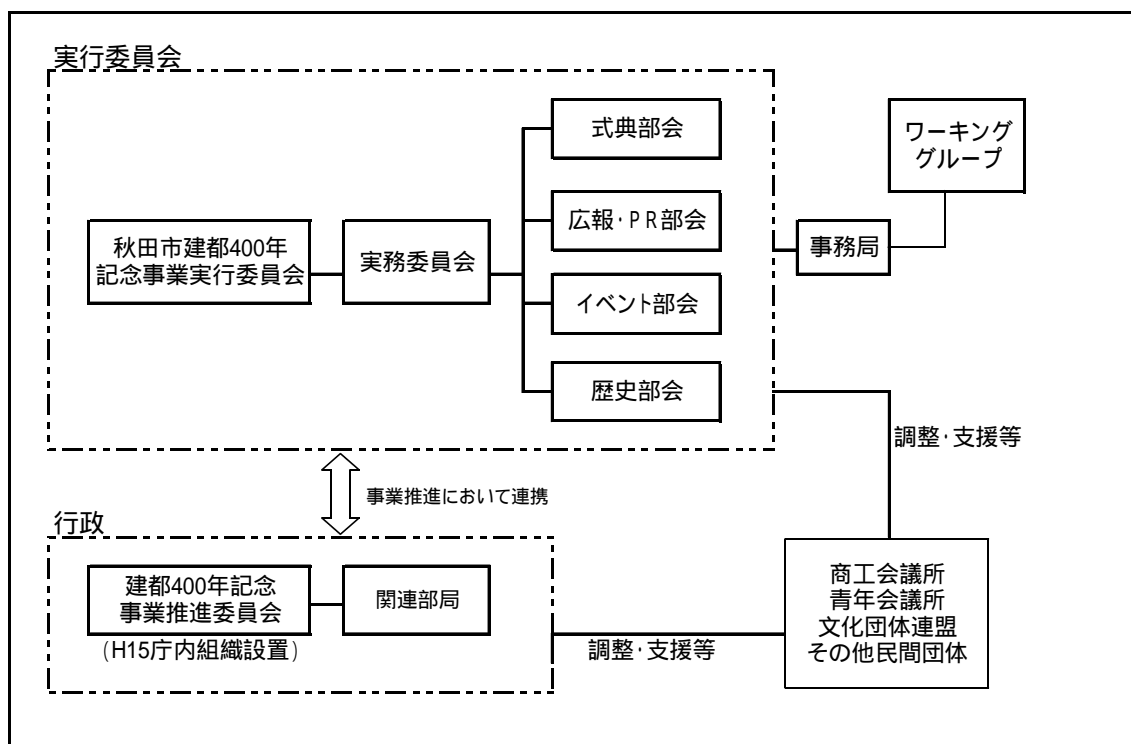 実行委員会
式典部会
広報・PR部会
イベント部会
歴史部会
秋田市建都400年
記念事業実行委員会
実務委員会
事務局
ワーキング
グループ
調整・支援等
事業推進において連携
行政
建都400年記念
事業推進委員会
(H15庁内組織設置)
関連部局
調整・支援等
商工会議所
青年会議所
文化団体連盟
その他民間団体